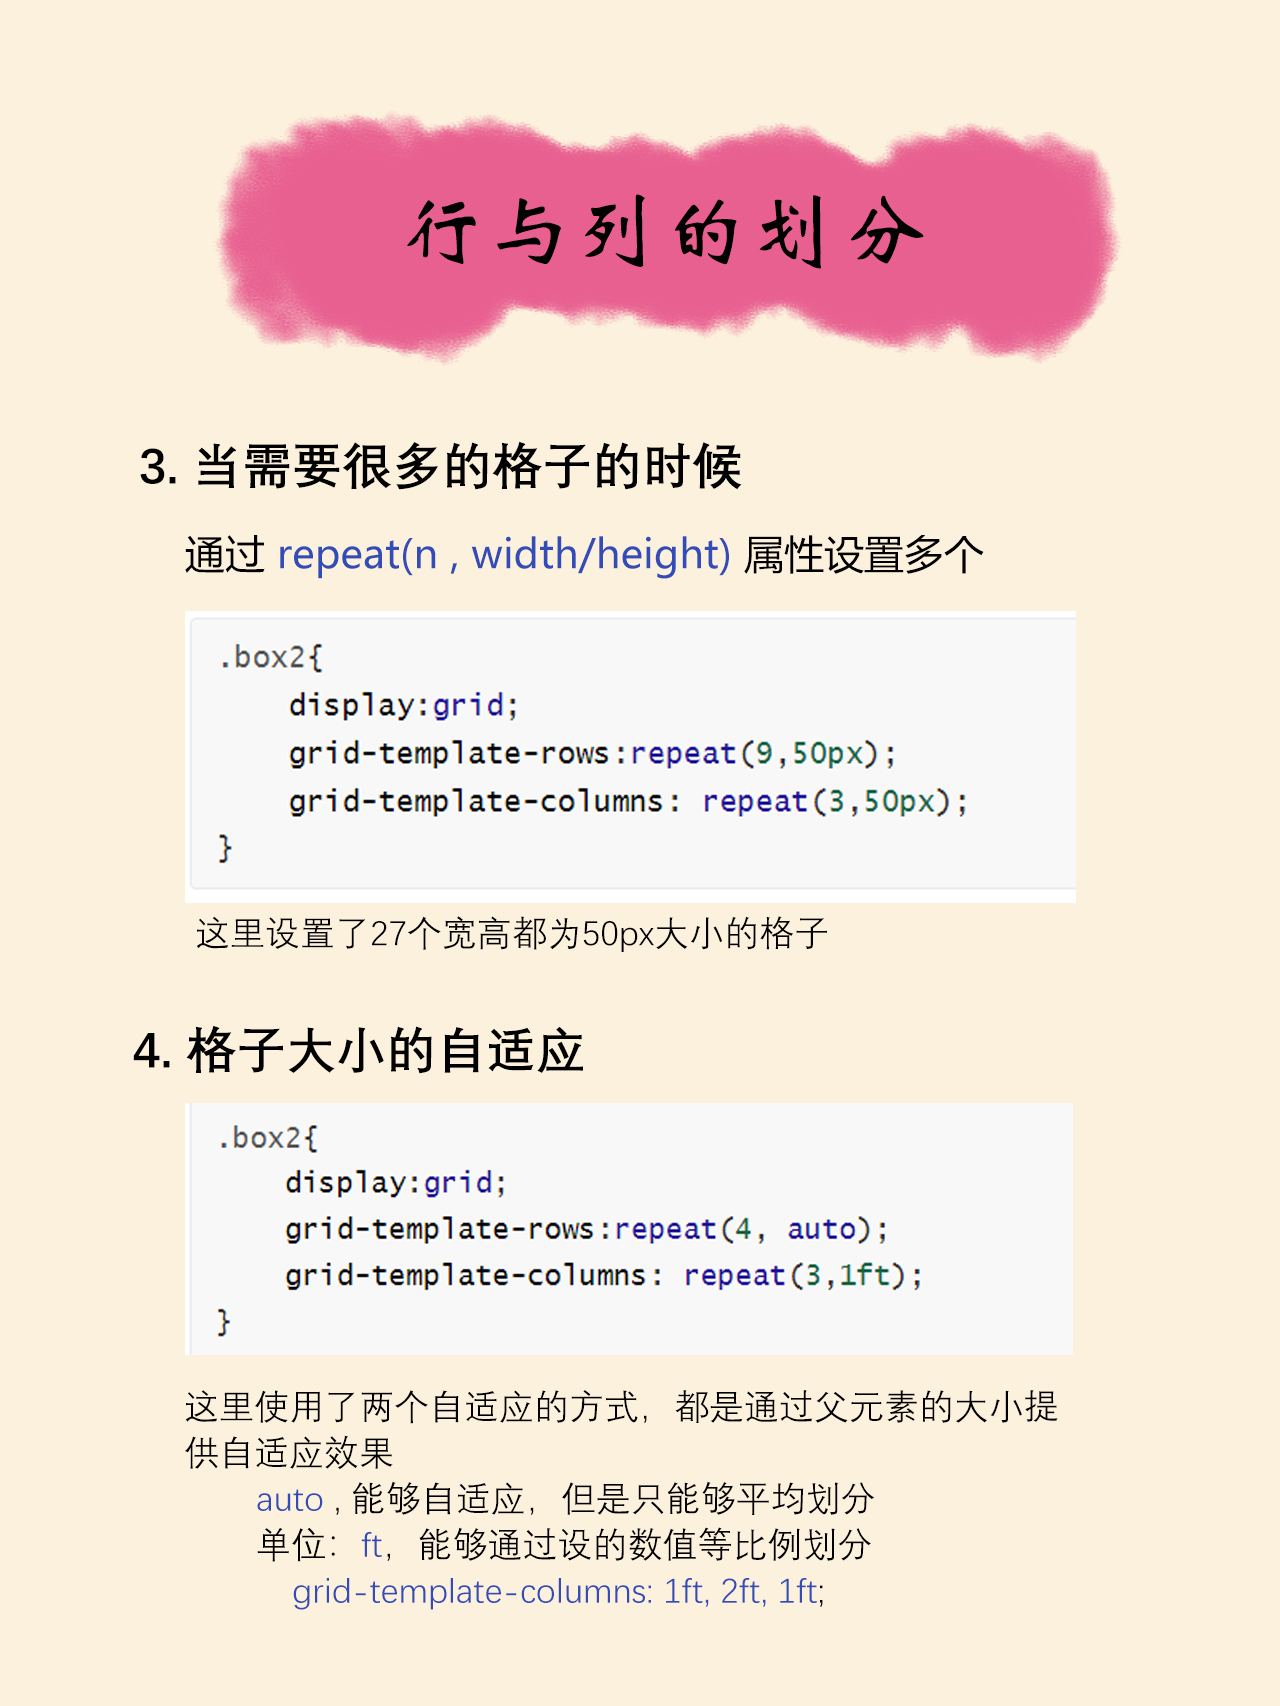 行与列的划分
3. 当需要很多的格子的时候
通过 repeat(n , width/height) 属性设置多个
.box2{
display:grid;
grid-template-rows:repeat(9,50px);
grid-template-columns: repeat(3,50px);
}
这里设置了27个宽高都为50px大小的格子
4. 格子大小的自适应
.box2{
display:grid;
grid-template-rows:repeat(4, auto);
grid-template-columns: repeat(3,1ft);
}
这里使用了两个自适应的方式，都是通过父元素的大小提
供自适应效果
auto , 能够自适应，但是只能够平均划分
单位：ft，能够通过设的数值等比例划分
grid-template-columns: 1ft, 2ft, 1ft;